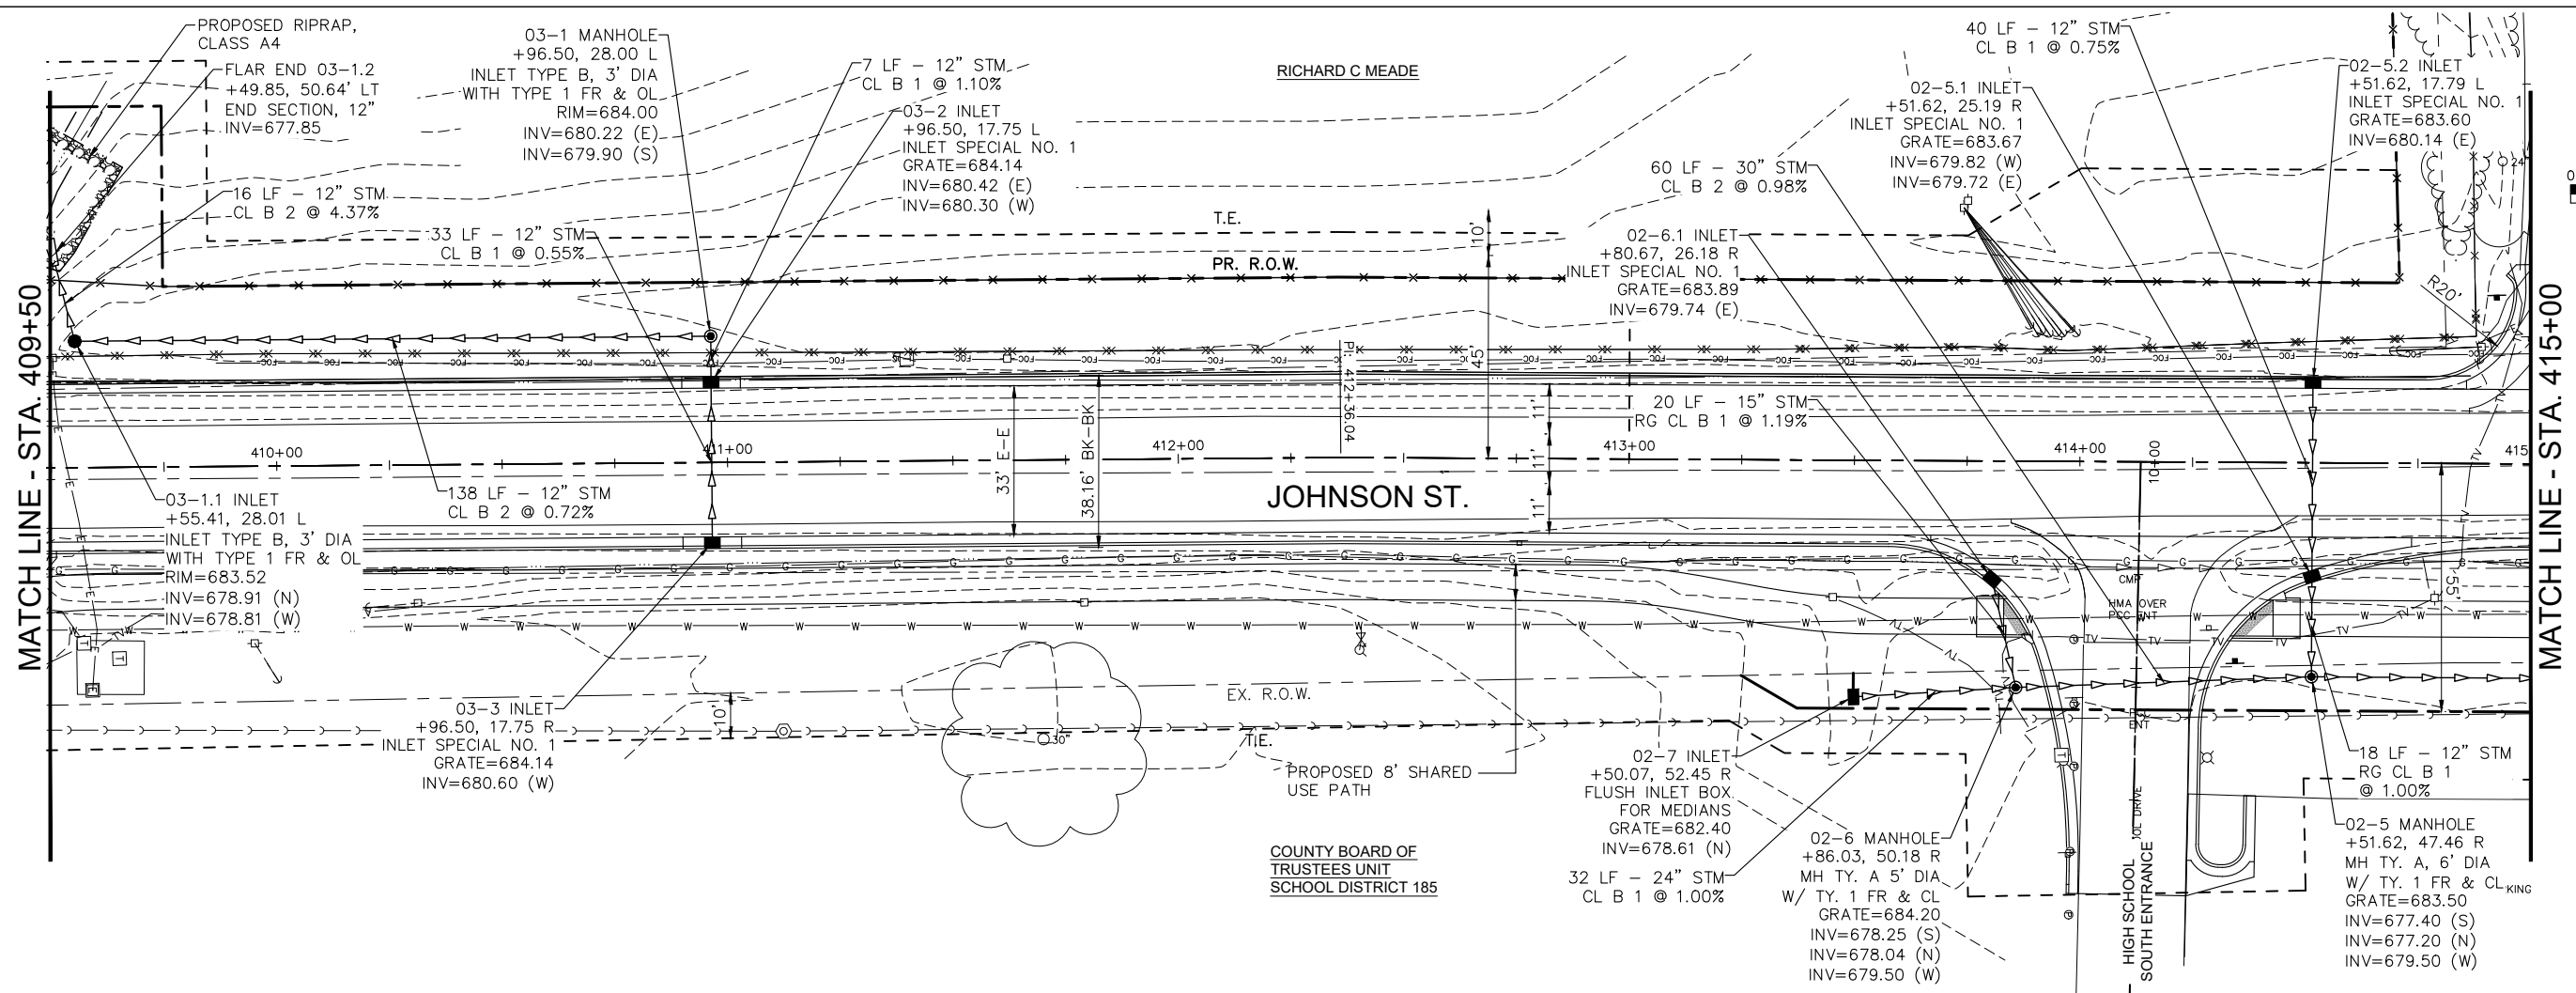 PROPOSED RIPRAP,
CLASS A4
FLAR END 03-1.2
+49.85, 50.64' LT
END SECTION, 12"
INV=677.85
16 LF - 12" STM
CL B 2 @ 4.37%
03-1 MANHOLE
+96.50, 28.00 L
INLET TYPE B, 3' DIA
WITH TYPE 1 FR & OL
RIM=684.00
INV=680.22 (E)
INV=679.90 (S)
33 LF - 12" STM
CL B 1 @ 0.55%
7 LF - 12" STM
CL B 1 @ 1.10%
03-2 INLET
+96.50, 17.75 L
INLET SPECIAL NO. 1
GRATE=684.14
INV=680.42 (E)
INV=680.30 (W)
RICHARD C MEADE
T.E.
PR. R.O.W.
10'
45'
40 LF - 12" STM
CL B 1 @ 0.75%
02-5.1 INLET
+51.62, 25.19 R
INLET SPECIAL NO. 1
GRATE=683.67
INV=679.82 (W)
INV=679.72 (E)
60 LF - 30" STM
CL B 2 @ 0.98%
02-6.1 INLET
+80.67, 26.18 R
INLET SPECIAL NO. 1
GRATE=683.89
INV=679.74 (E)
20 LF - 15" STM
RG CL B 1 @ 1.19%
02-5.2 INLET
+51.62, 17.79 L
INLET SPECIAL NO. 1
GRATE=683.60
INV=680.14 (E)
24"
R20'
MATCH LINE - STA. 409+50
MATCH LINE - STA. 415+00
410+00
411+00
412+00
413+00
414+00
415
10+00
PI: 412+36.04
33' E-E
38.16' BK-BK
11'
11'
11'
JOHNSON ST.
03-1.1 INLET
+55.41, 28.01 L
INLET TYPE B, 3' DIA
WITH TYPE 1 FR & OL
RIM=683.52
INV=678.91 (N)
INV=678.81 (W)
138 LF - 12" STM
CL B 2 @ 0.72%
CMP
HMA OVER
PCC ENT
55'
EX. R.O.W.
10'
T.E.
30"
03-3 INLET
+96.50, 17.75 R
INLET SPECIAL NO. 1
GRATE=684.14
INV=680.60 (W)
PROPOSED 8' SHARED
USE PATH
COUNTY BOARD OF
TRUSTEES UNIT
SCHOOL DISTRICT 185
02-7 INLET
+50.07, 52.45 R
FLUSH INLET BOX
FOR MEDIANS
GRATE=682.40
INV=678.61 (N)
32 LF - 24" STM
CL B 1 @ 1.00%
02-6 MANHOLE
+86.03, 50.18 R
MH TY. A 5' DIA
W/ TY. 1 FR & CL
GRATE=684.20
INV=678.25 (S)
INV=678.04 (N)
INV=679.50 (W)
ENT
DRIVE
HIGH SCHOOL
SOUTH ENTRANCE
18 LF - 12" STM
RG CL B 1
@ 1.00%
02-5 MANHOLE
+51.62, 47.46 R
MH TY. A, 6' DIA
W/ TY. 1 FR & CL
KING
GRATE=683.50
INV=677.40 (S)
INV=677.20 (N)
INV=679.50 (W)